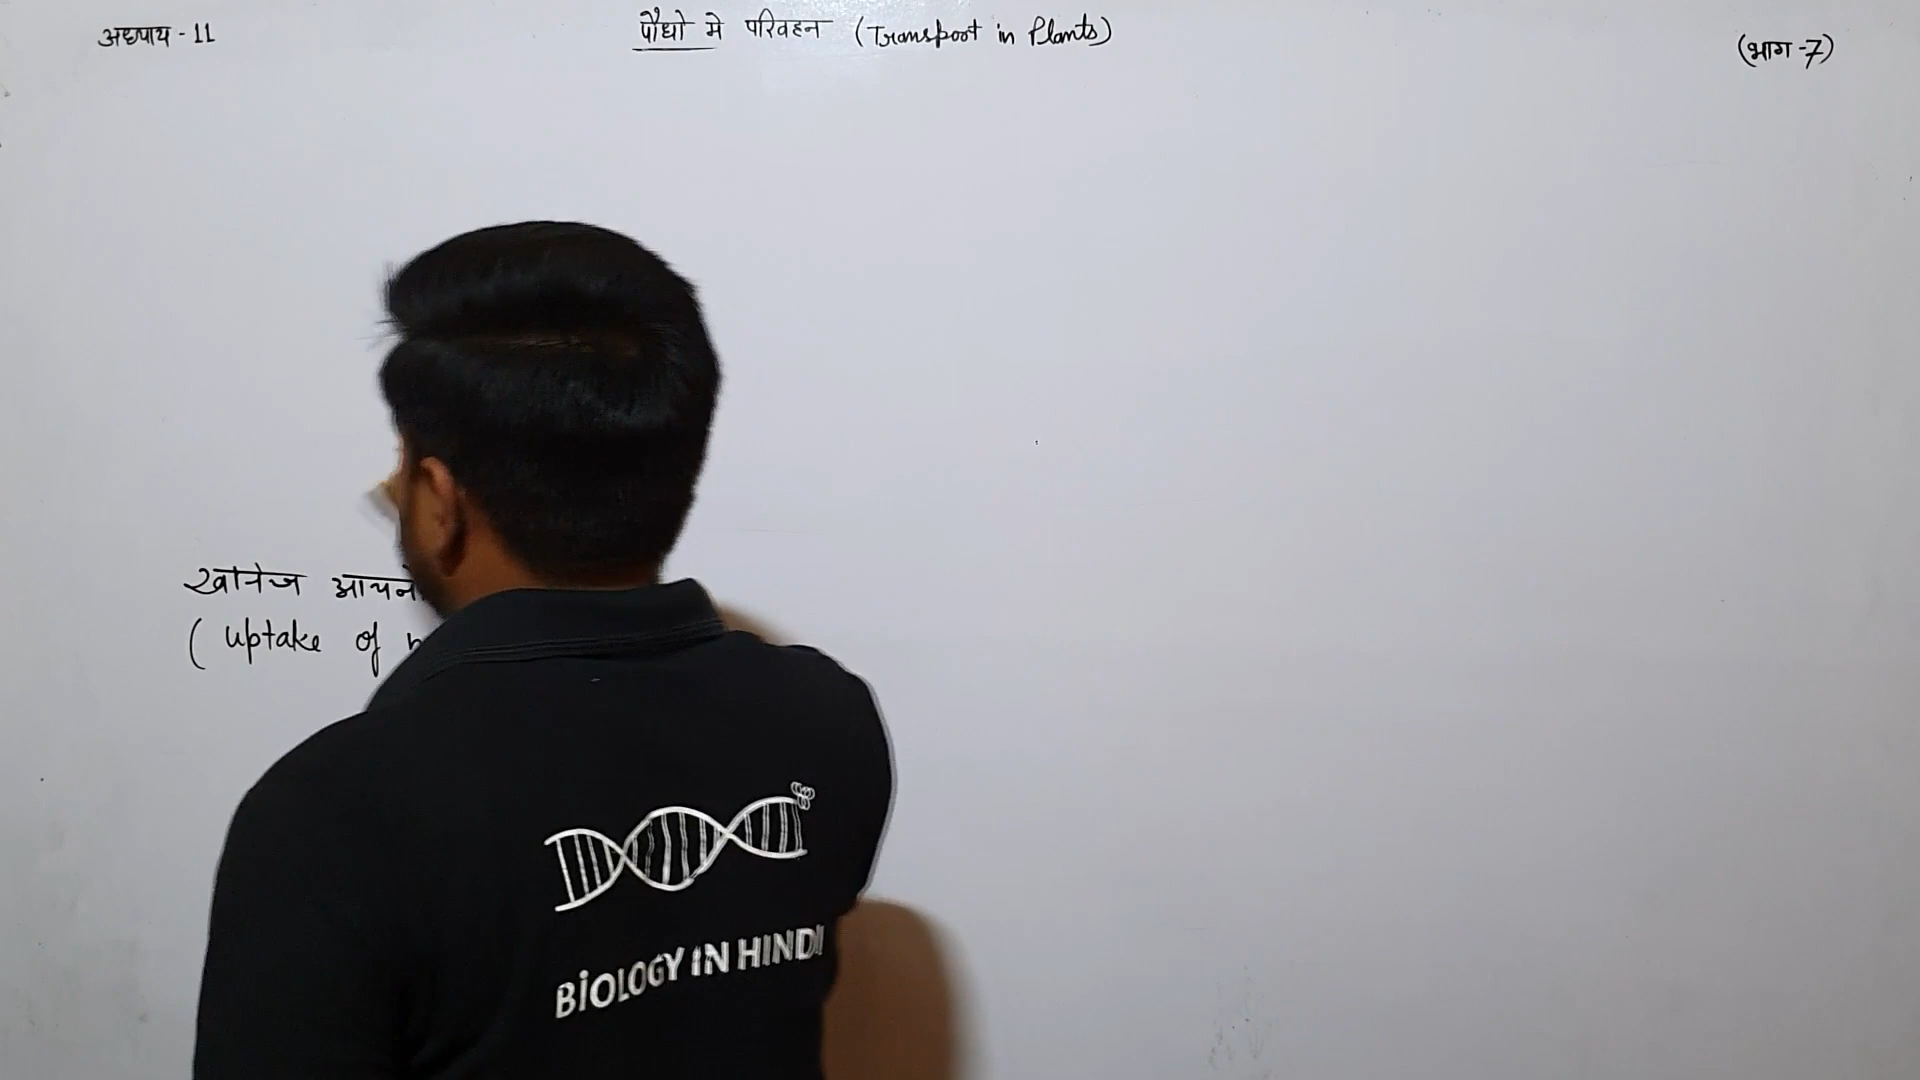 अध्याय - 11
पौधो मे परिवहन (Transport in Plants)
(भाग -7)
खनिज आयनो
( uptake of
BIOLOGY IN HINDI